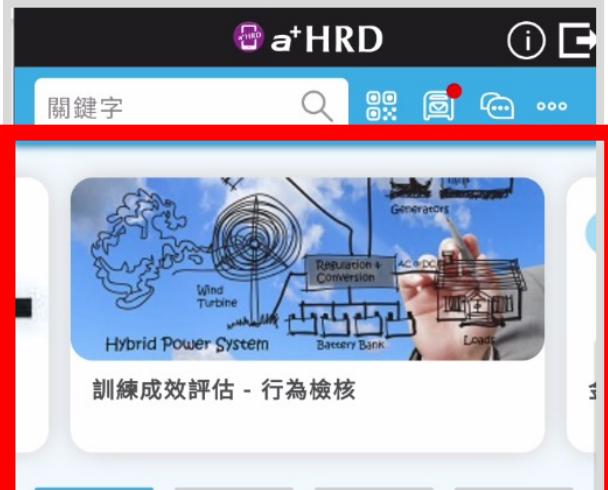 a⁺HRD
關鍵字
Generators
Regulation +
Conversion
AC or DC
Wind
Turbine
Hybrid Power System
Battery Bank
Loads
訓練成效評估 - 行為檢核